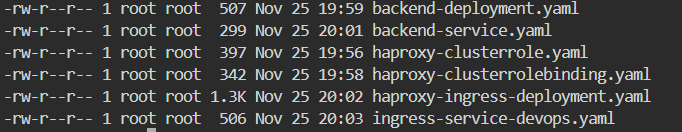 -rw-r--r-- 1 root root 507 Nov 25 19:59 backend-deployment.yaml
-rw-r--r-- 1 root root 299 Nov 25 20:01 backend-service.yaml
-rw-r--r-- 1 root root 397 Nov 25 19:56 haproxy-clusterrole.yaml
-rw-r--r-- 1 root root 342 Nov 25 19:58 haproxy-clusterrolebinding.yaml
-rw-r--r-- 1 root root 1.3K Nov 25 20:02 haproxy-ingress-deployment.yaml
-rw-r--r-- 1 root root 506 Nov 25 20:03 ingress-service-devops.yaml